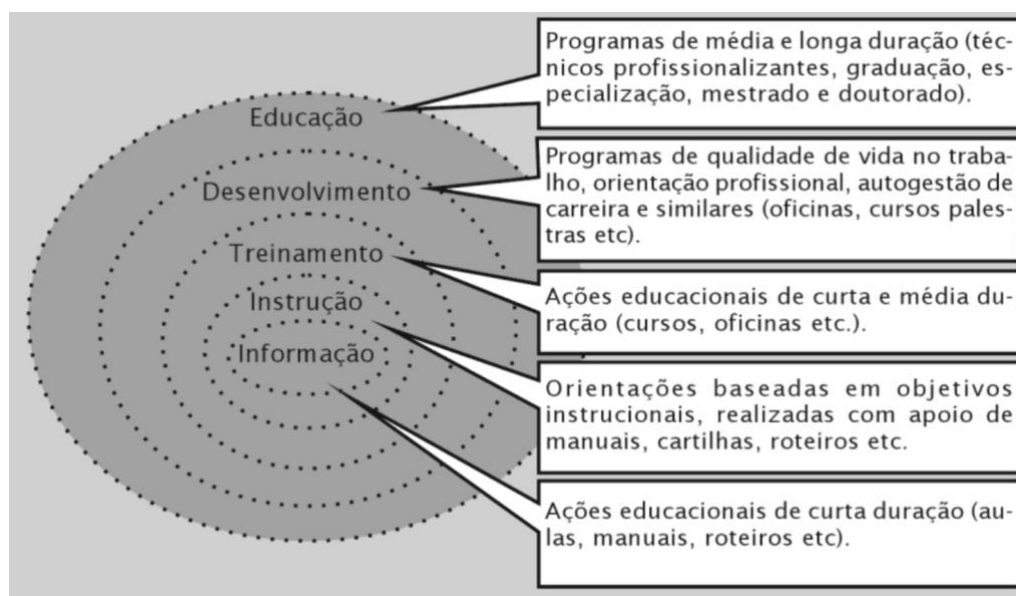 Educação
Desenvolvimento
Treinamento
Instrução
Informação
Programas de média e longa duração (téc-
nicos profissionalizantes, graduação, es-
pecialização, mestrado e doutorado).
Programas de qualidade de vida no traba-
lho, orientação profissional, autogestão de
carreira e similares (oficinas, cursos pales-
tras etc).
Ações educacionais de curta e média du-
ração (cursos, oficinas etc.).
Orientações baseadas em objetivos
instrucionais, realizadas com apoio de
manuais, cartilhas, roteiros etc.
Ações educacionais de curta duração (au-
las, manuais, roteiros etc).